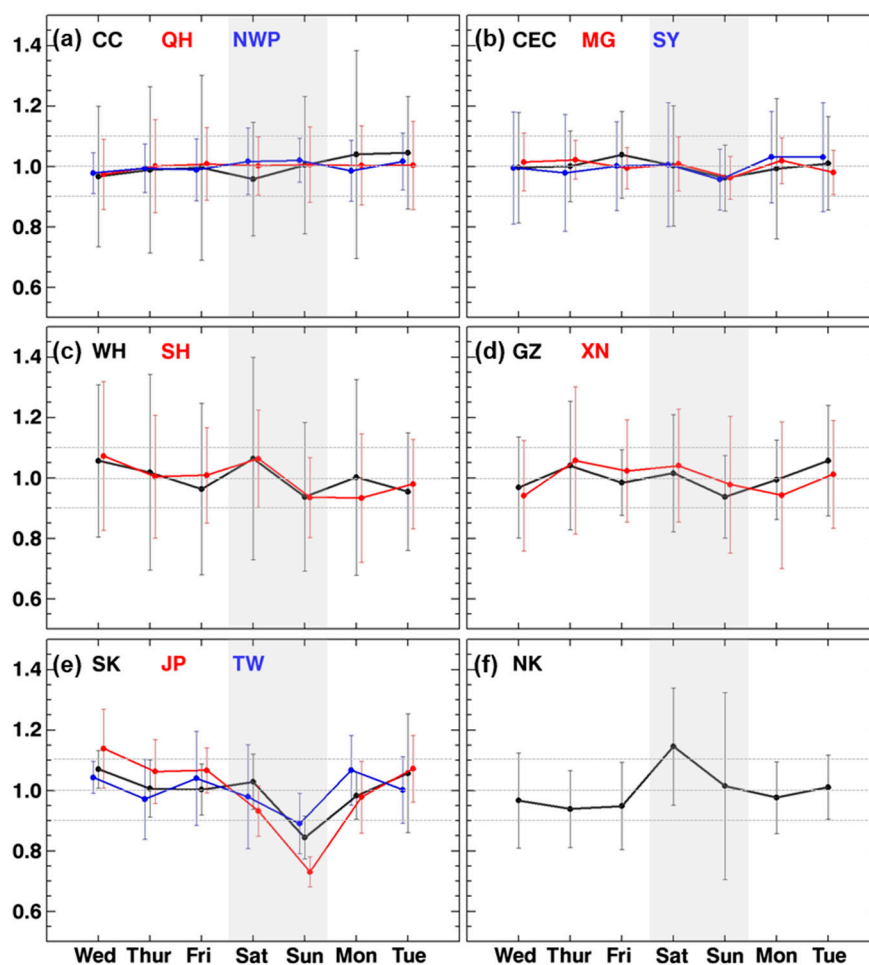 (a) CC QH NWP
(b) CEC MG SY
1.4
1.2
1.0
0.8
0.6
(c) WH SH
(d) GZ XN
1.4
1.2
1.0
0.8
0.6
(e) SK JP TW
(f) NK
1.4
1.2
1.0
0.8
0.6
Wed Thur Fri Sat Sun Mon Tue
Wed Thur Fri Sat Sun Mon Tue